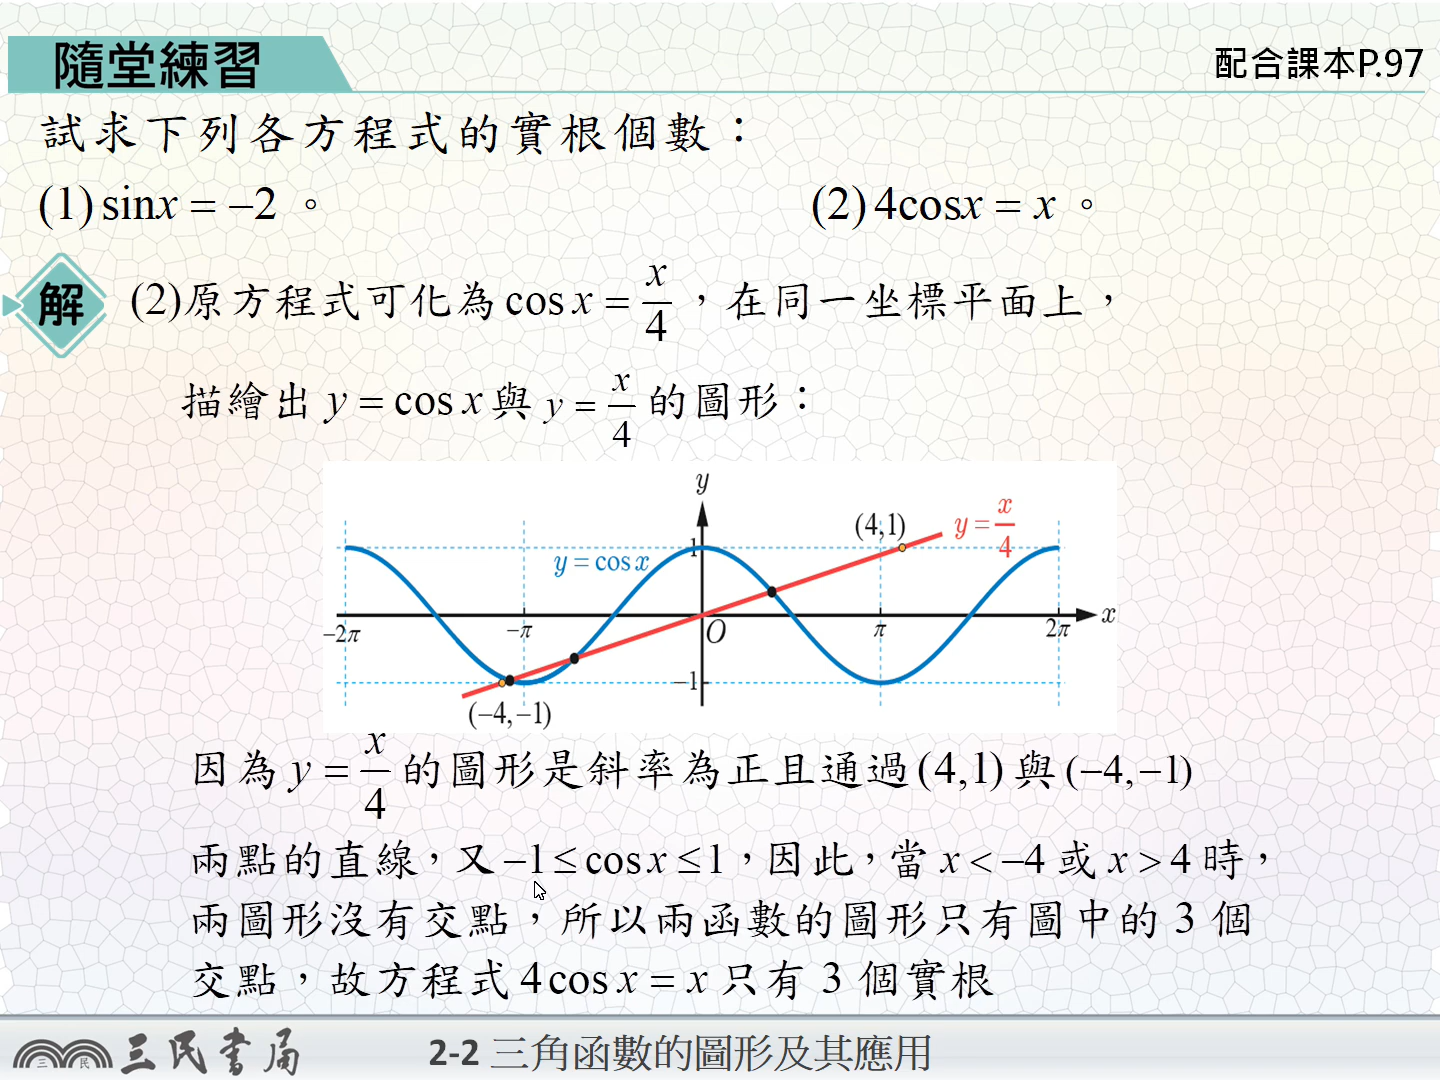 隨堂練習
配合課本P.97
試求下列各方程式的實根個數：
(1) sinx = −2 。
(2) 4cosx = x 。
解
(2)原方程式可化為 cos x = x/4 ，在同一坐標平面上，
描繪出 y = cos x 與 y = x/4 的圖形：
y
(4,1)
y = x/4
1
y = cos x
x
−2π
−π
O
π
2π
−1
(−4,−1)
因為 y = x/4 的圖形是斜率為正且通過(4,1)與(−4,−1)
兩點的直線，又 −1 ≤ cos x ≤ 1，因此，當 x < −4 或 x > 4 時，
兩圖形沒有交點，所以兩函數的圖形只有圖中的 3 個
交點，故方程式 4cos x = x 只有 3 個實根
三民書局
三 民
2-2 三角函數的圖形及其應用